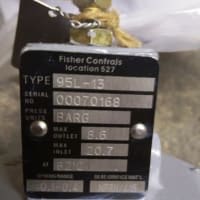 Fisher Controls
location 527
TYPE 95L-13
SERIAL NO 00070168
PRESS UNITS BARG
MAX OUTLET 8.6
MAX INLET 20.7
AT